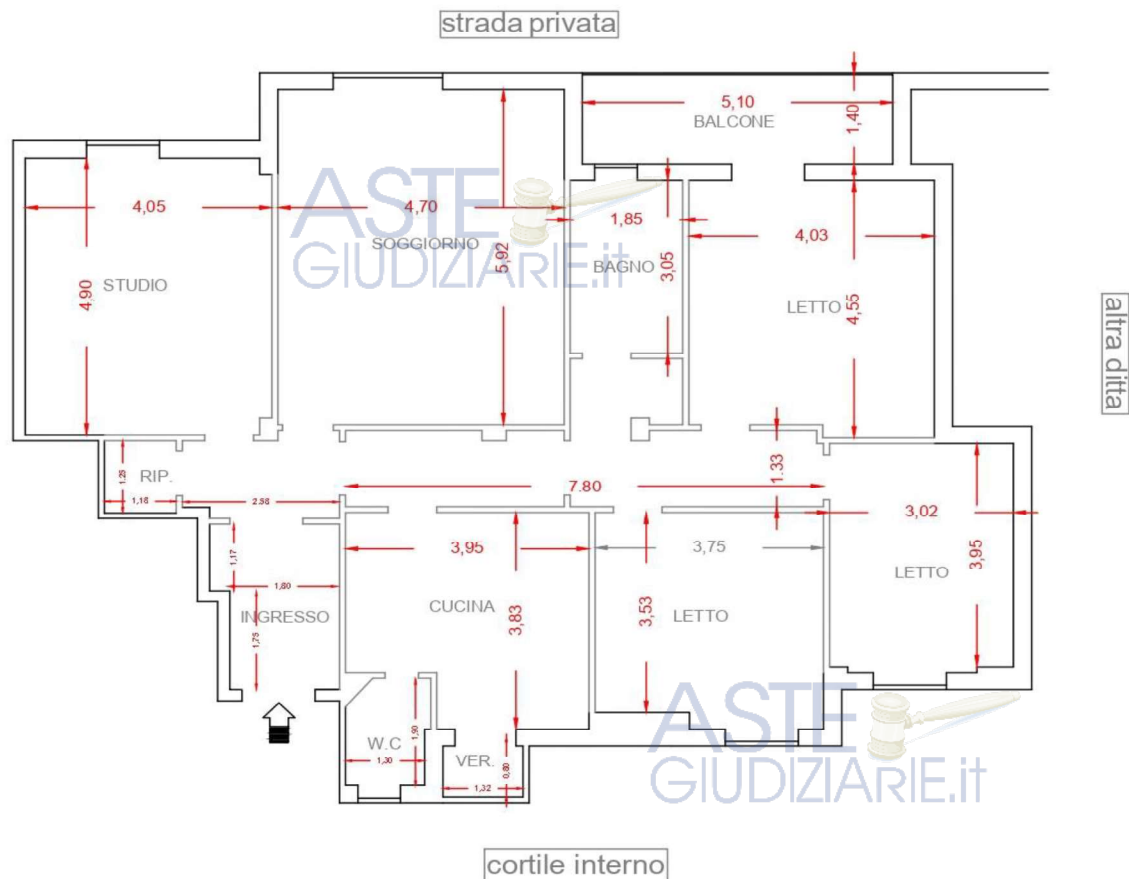 strada privata
5,10
BALCONE
1,40
4,05
4,70
1,85
4,03
ASTE
GIUDIZIARIE.it
SOGGIORNO
5,92
BAGNO
3,05
STUDIO
4,90
LETTO
4,55
altra ditta
RIP.
1.25
1,18
2.58
7.80
1.33
3,02
3,95
LETTO
1,17
1,80
INGRESSO
1,75
3,95
CUCINA
3,83
3,75
3,53
LETTO
W.C
1,90
1,30
VER.
0,80
1,32
ASTE
GIUDIZIARIE.it
cortile interno